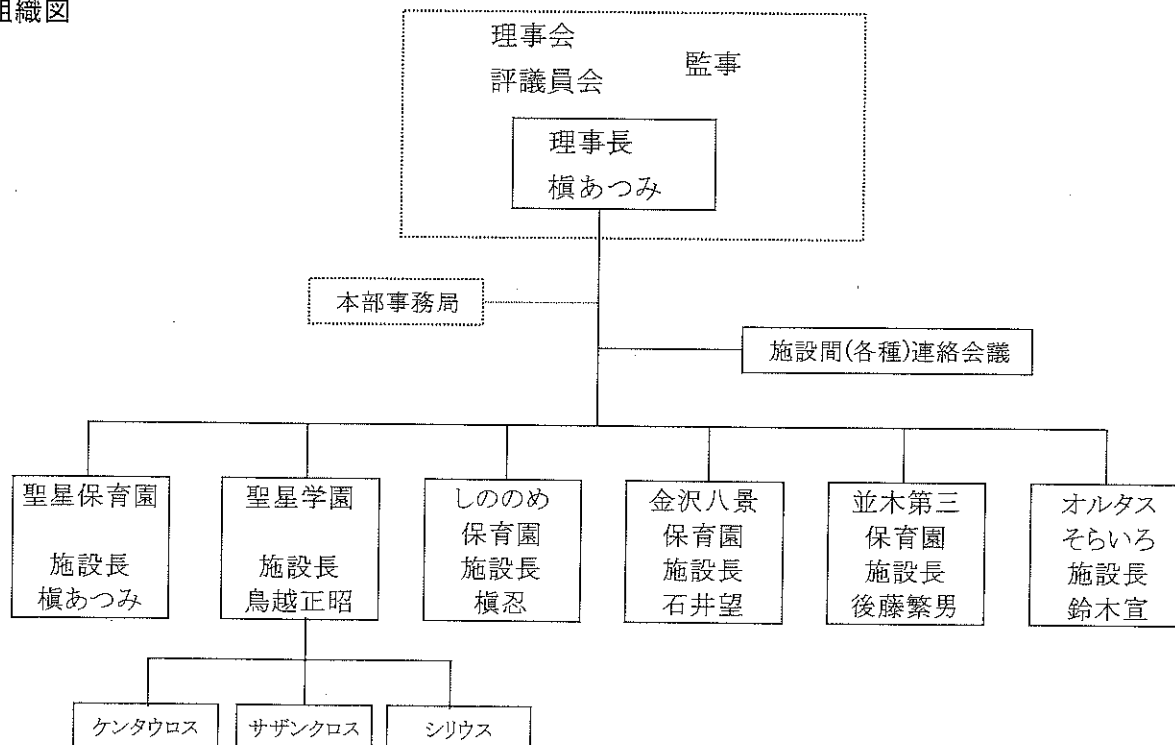 組織図
理事会
監事
評議員会
理事長
槇あつみ
本部事務局
施設間(各種)連絡会議
聖星保育園
施設長
槇あつみ
聖星学園
施設長
鳥越正昭
しののめ
保育園
施設長
槇忍
金沢八景
保育園
施設長
石井望
並木第三
保育園
施設長
後藤繁男
オルタス
そらいろ
施設長
鈴木宣
ケンタウロス
サザンクロス
シリウス